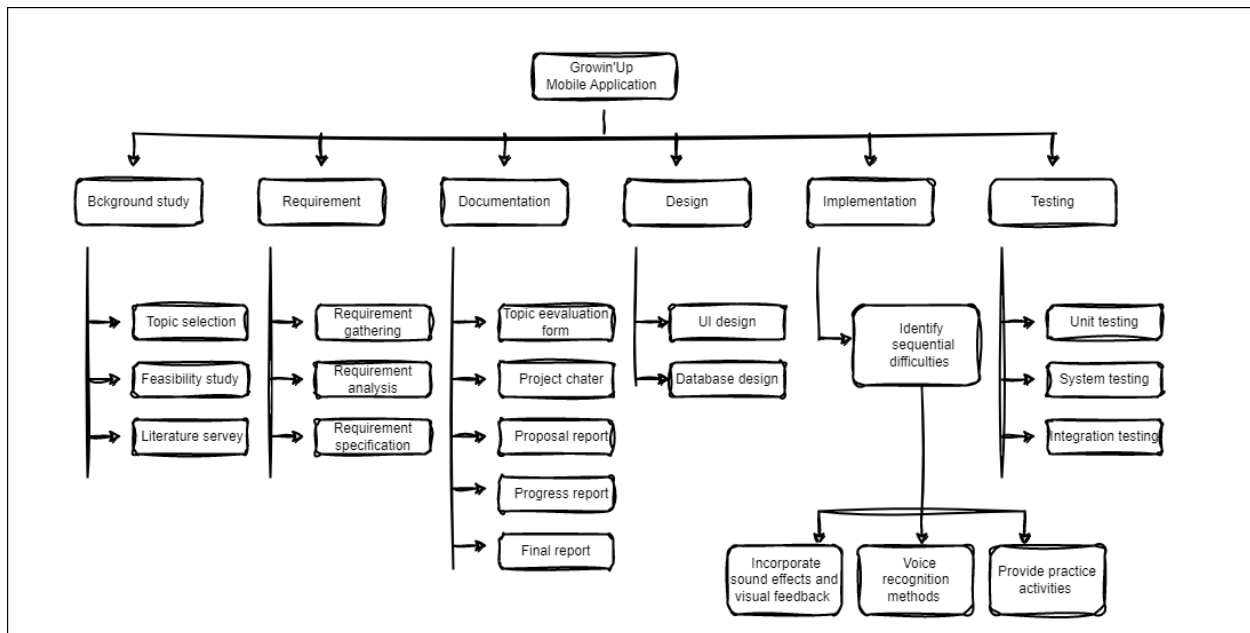 Growin'Up
Mobile Application
Bckground study
Requirement
Documentation
Design
Implementation
Testing
Topic selection
Feasibility study
Literature servey
Requirement
gathering
Requirement
analysis
Requirement
specification
Topic eevaluation
form
Project chater
Proposal report
Progress report
Final report
UI design
Database design
Identify
sequential
difficulties
Incorporate
sound effects and
visual feedback
Voice
recognition
methods
Provide practice
activities
Unit testing
System testing
Integration testing